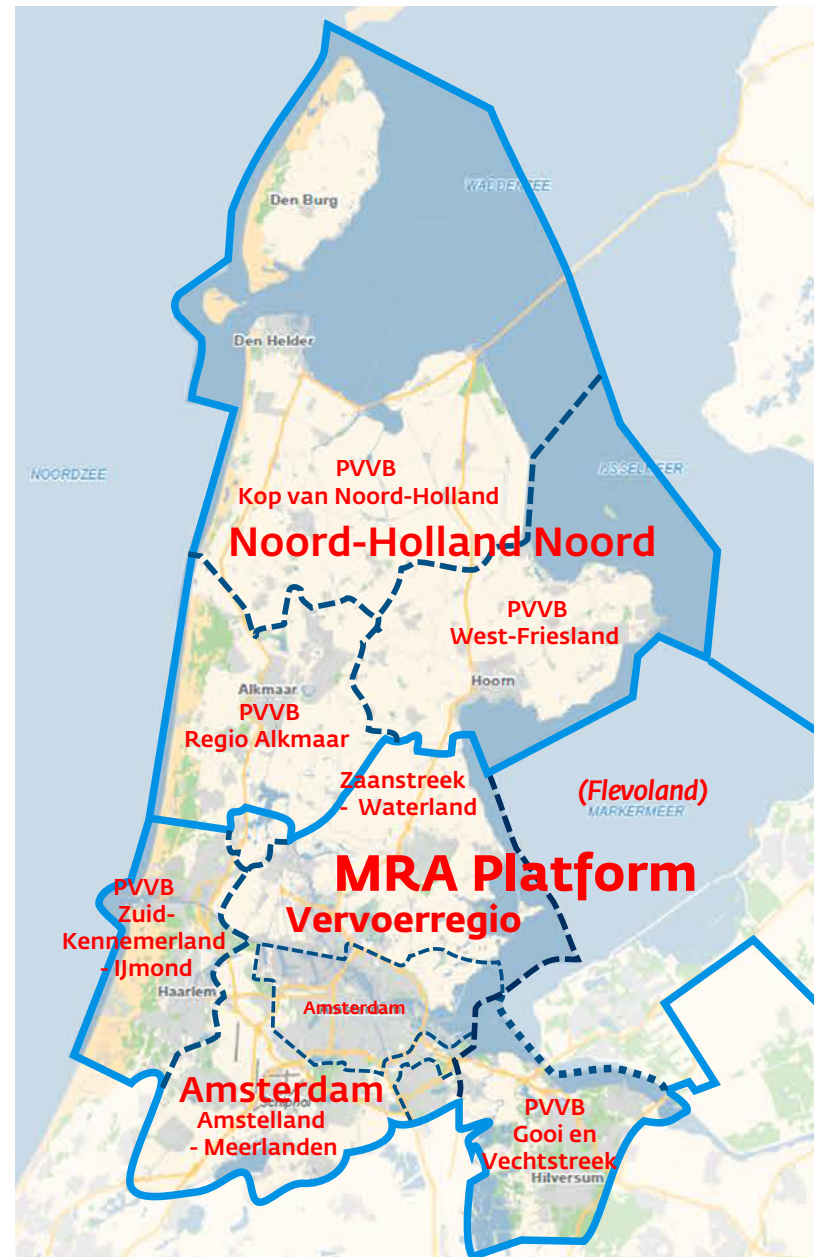 Den Burg
WADDENZEE
Den Helder
NOORDZEE
PVVB
Kop van Noord-Holland
IJSSELMEER
Noord-Holland Noord
PVVB
West-Friesland
Hoorn
Alkmaar
PVVB
Regio Alkmaar
Zaanstreek
- Waterland
(Flevoland)
MARKERMEER
MRA Platform
Vervoerregio
PVVB
Zuid-
Kennemerland
- IJmond
Haarlem
Amsterdam
Amsterdam
Schiphol
Amstelland
- Meerlanden
PVVB
Gooi en
Vechtstreek
Hilversum